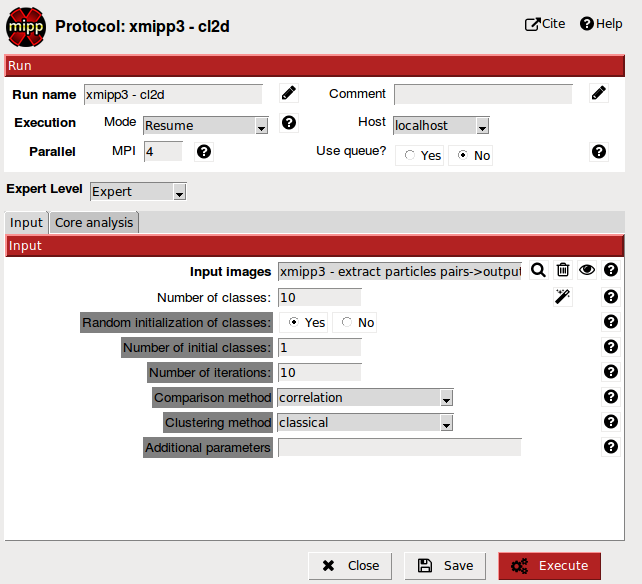 mipp Protocol: xmipp3 - cl2d Cite Help
Run
Run name xmipp3 - cl2d Comment
Execution Mode Resume Host localhost
Parallel MPI 4 Use queue? Yes No
Expert Level Expert
Input Core analysis
Input
Input images xmipp3 - extract particles pairs->output
Number of classes: 10
Random initialization of classes: Yes No
Number of initial classes: 1
Number of iterations: 10
Comparison method correlation
Clustering method classical
Additional parameters
Close Save Execute